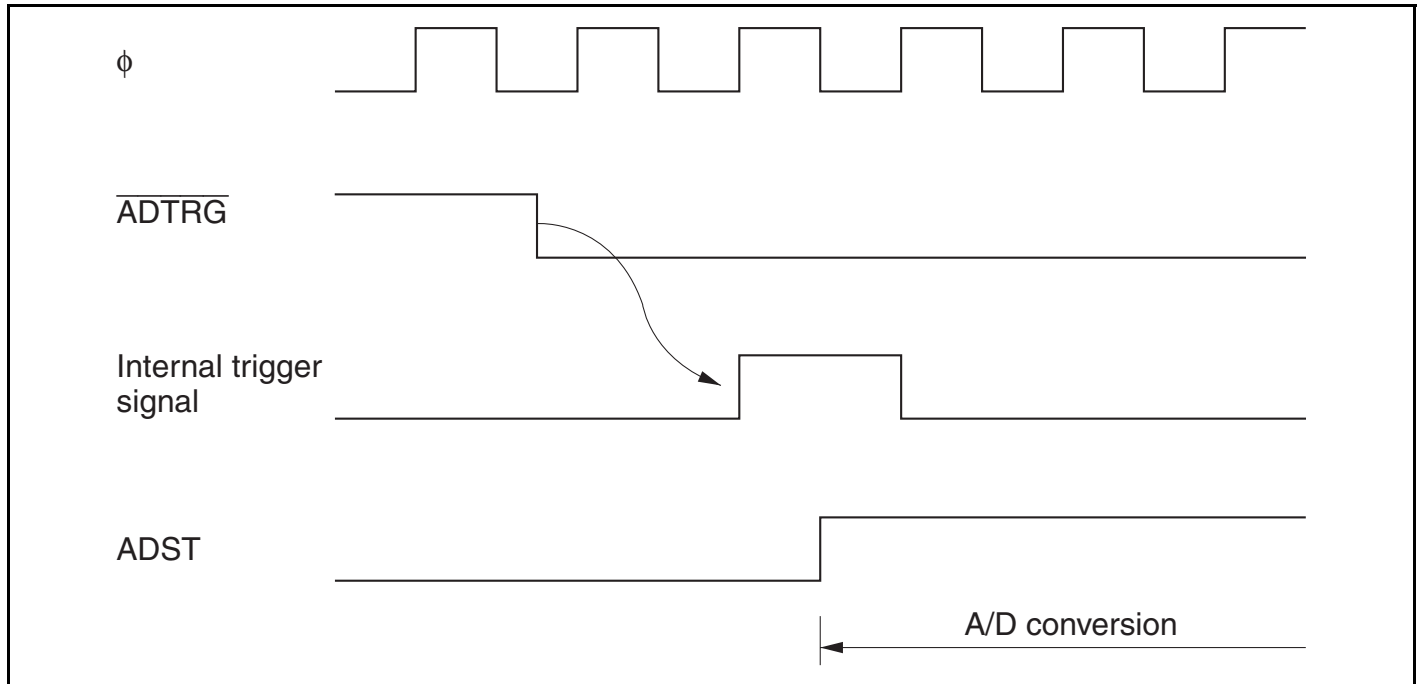 ϕ
ADTRG
Internal trigger
signal
ADST
A/D conversion